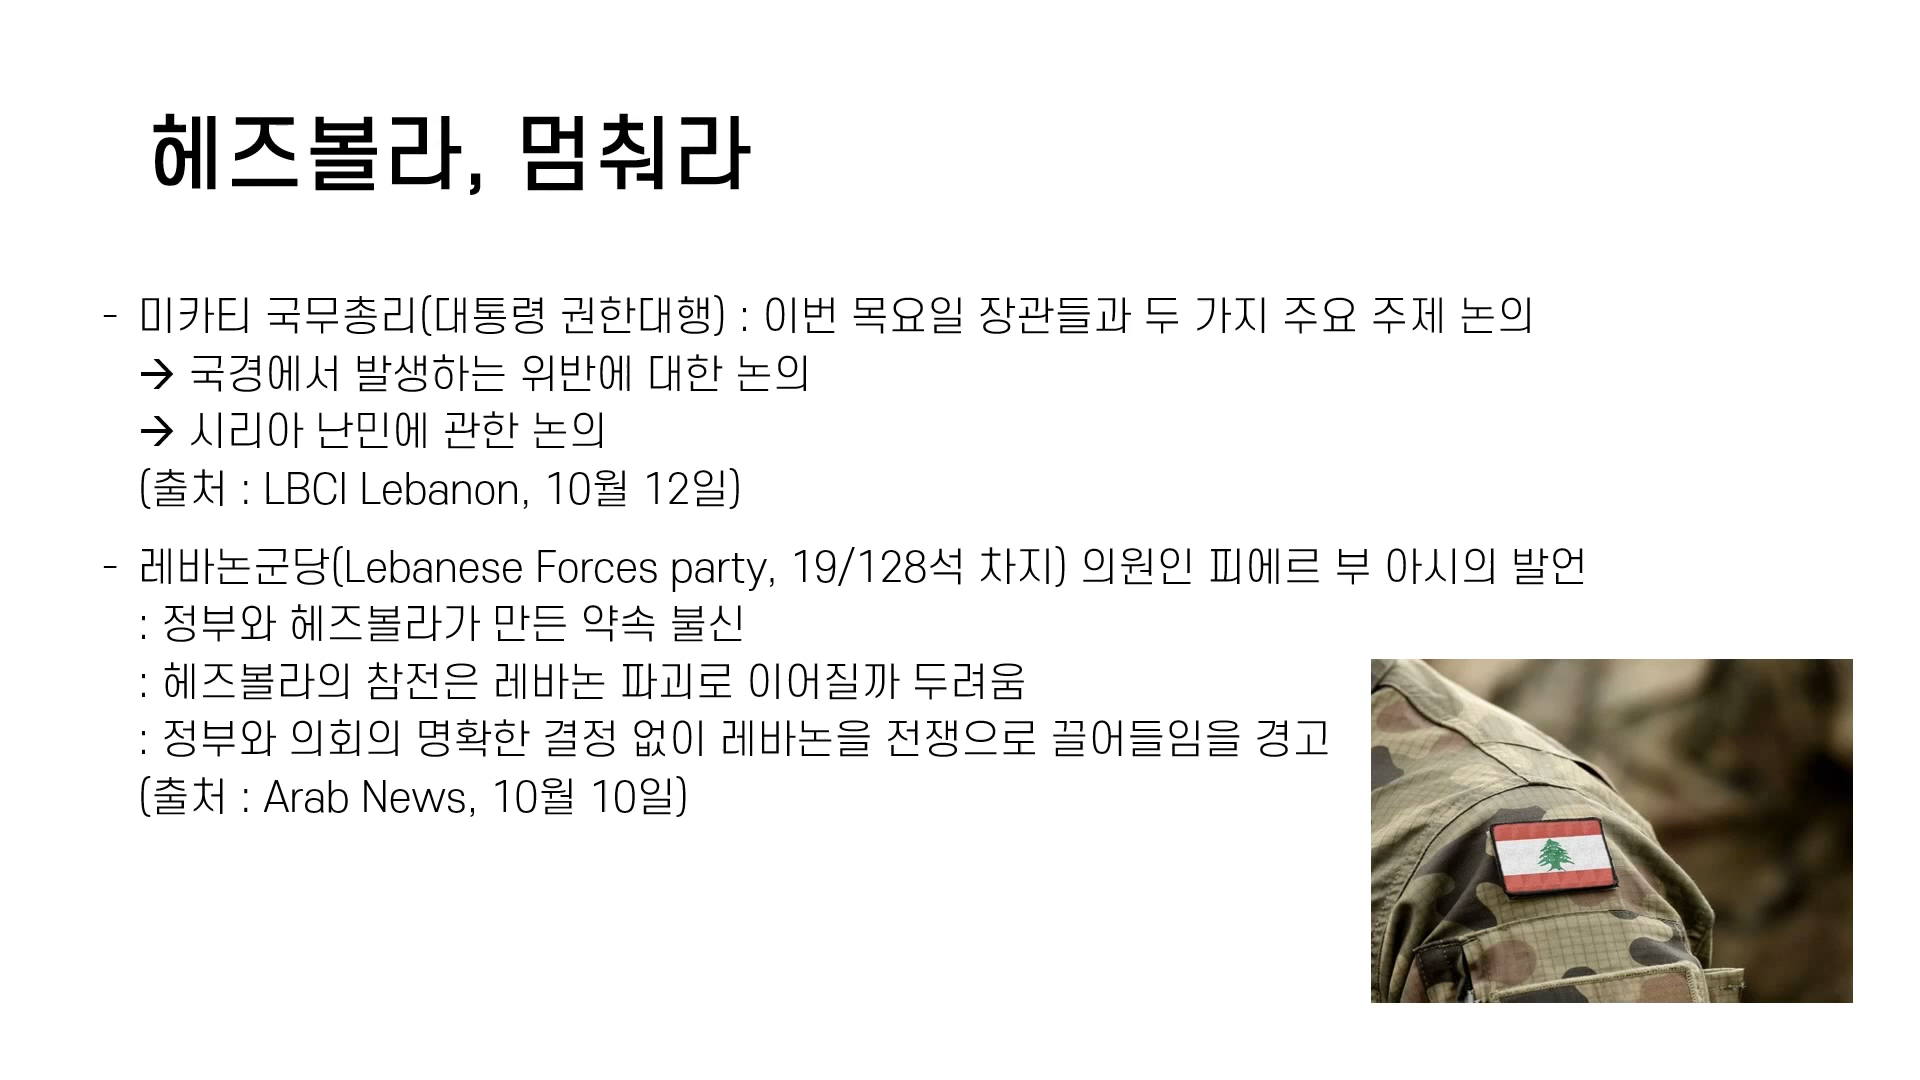 헤즈볼라, 멈춰라
- 미카티 국무총리(대통령 권한대행) : 이번 목요일 장관들과 두 가지 주요 주제 논의
→ 국경에서 발생하는 위반에 대한 논의
→ 시리아 난민에 관한 논의
(출처 : LBCI Lebanon, 10월 12일)
- 레바논군당(Lebanese Forces party, 19/128석 차지) 의원인 피에르 부 아시의 발언
: 정부와 헤즈볼라가 만든 약속 불신
: 헤즈볼라의 참전은 레바논 파괴로 이어질까 두려움
: 정부와 의회의 명확한 결정 없이 레바논을 전쟁으로 끌어들임을 경고
(출처 : Arab News, 10월 10일)